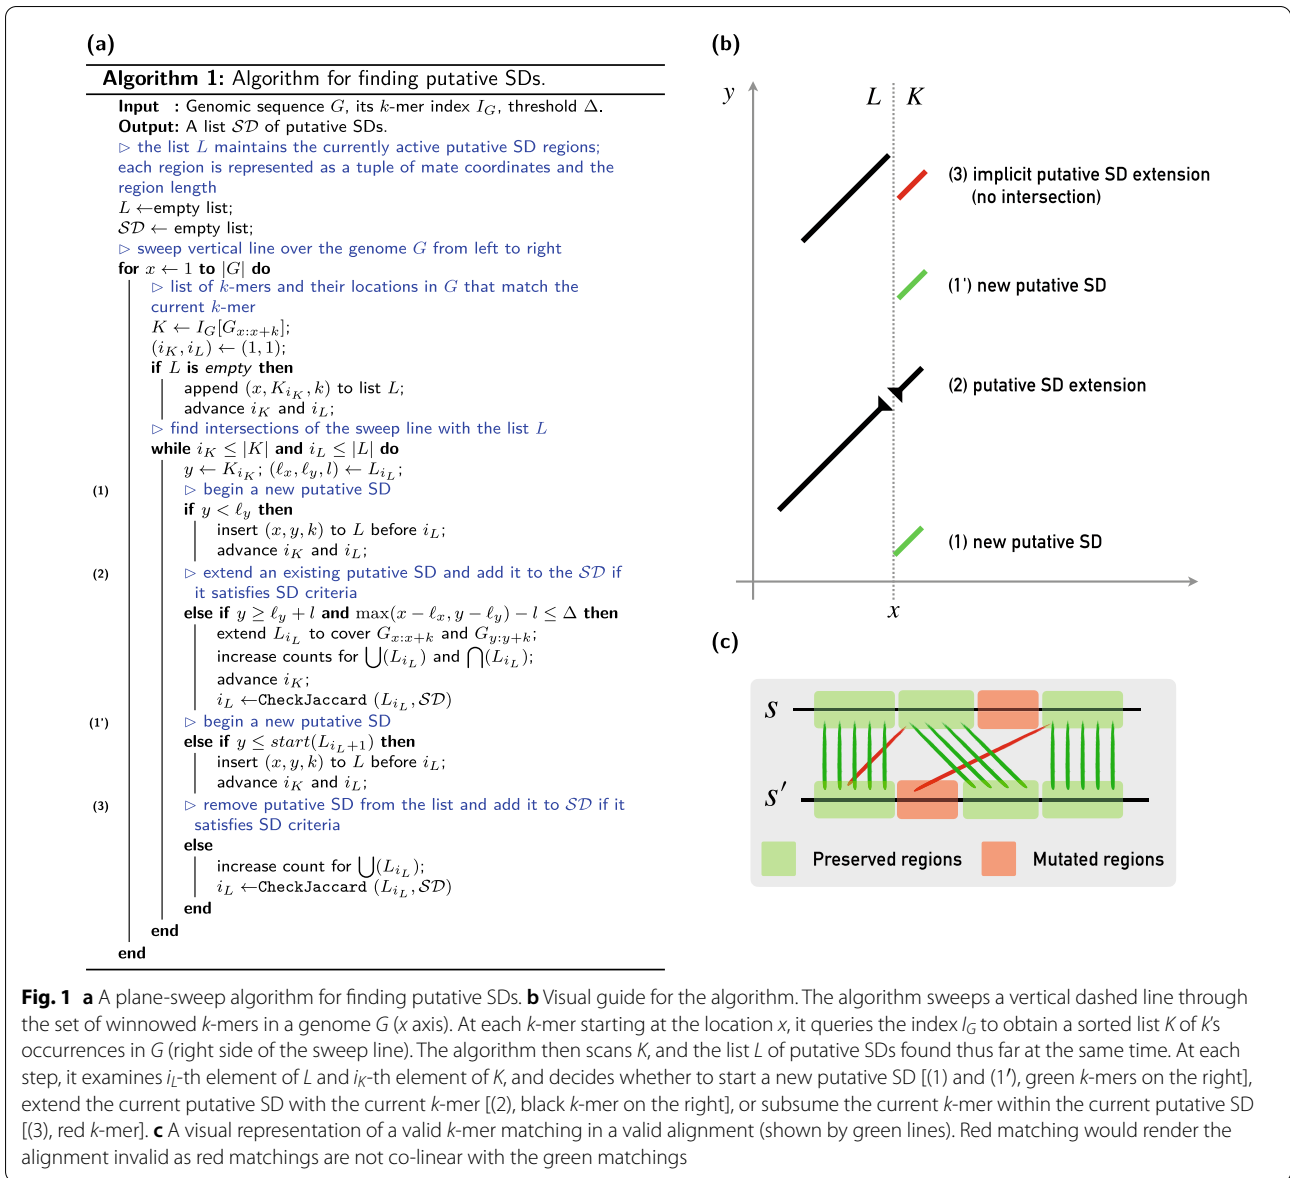 (a)
Algorithm 1: Algorithm for finding putative SDs.
Input : Genomic sequence G, its k-mer index I_G, threshold Δ.
Output: A list 𝒮𝒟 of putative SDs.
▷ the list L maintains the currently active putative SD regions;
each region is represented as a tuple of mate coordinates and the
region length
L ←empty list;
𝒮𝒟 ← empty list;
▷ sweep vertical line over the genome G from left to right
for x ← 1 to |G| do
▷ list of k-mers and their locations in G that match the
current k-mer
K ← I_G[G_{x:x+k}];
(i_K, i_L) ← (1, 1);
if L is empty then
append (x, K_{i_K}, k) to list L;
advance i_K and i_L;
▷ find intersections of the sweep line with the list L
while i_K ≤ |K| and i_L ≤ |L| do
y ← K_{i_K}; (ℓ_x, ℓ_y, l) ← L_{i_L};
(1) ▷ begin a new putative SD
if y < ℓ_y then
insert (x, y, k) to L before i_L;
advance i_K and i_L;
(2) ▷ extend an existing putative SD and add it to the 𝒮𝒟 if
it satisfies SD criteria
else if y ≥ ℓ_y + l and max(x − ℓ_x, y − ℓ_y) − l ≤ Δ then
extend L_{i_L} to cover G_{x:x+k} and G_{y:y+k};
increase counts for ⋃(L_{i_L}) and ⋂(L_{i_L});
advance i_K;
i_L ←CheckJaccard (L_{i_L}, 𝒮𝒟)
(1') ▷ begin a new putative SD
else if y ≤ start(L_{i_L+1}) then
insert (x, y, k) to L before i_L;
advance i_K and i_L;
(3) ▷ remove putative SD from the list and add it to 𝒮𝒟 if it
satisfies SD criteria
else
increase count for ⋃(L_{i_L});
i_L ←CheckJaccard (L_{i_L}, 𝒮𝒟)
end
end
end
(b)
y
L K
(3) implicit putative SD extension
(no intersection)
(1') new putative SD
(2) putative SD extension
(1) new putative SD
x
(c)
S
S′
Preserved regions
Mutated regions
Fig. 1 a A plane-sweep algorithm for finding putative SDs. b Visual guide for the algorithm. The algorithm sweeps a vertical dashed line through
the set of winnowed k-mers in a genome G (x axis). At each k-mer starting at the location x, it queries the index I_G to obtain a sorted list K of k's
occurrences in G (right side of the sweep line). The algorithm then scans K, and the list L of putative SDs found thus far at the same time. At each
step, it examines i_L-th element of L and i_K-th element of K, and decides whether to start a new putative SD [(1) and (1′), green k-mers on the right],
extend the current putative SD with the current k-mer [(2), black k-mer on the right], or subsume the current k-mer within the current putative SD
[(3), red k-mer]. c A visual representation of a valid k-mer matching in a valid alignment (shown by green lines). Red matching would render the
alignment invalid as red matchings are not co-linear with the green matchings